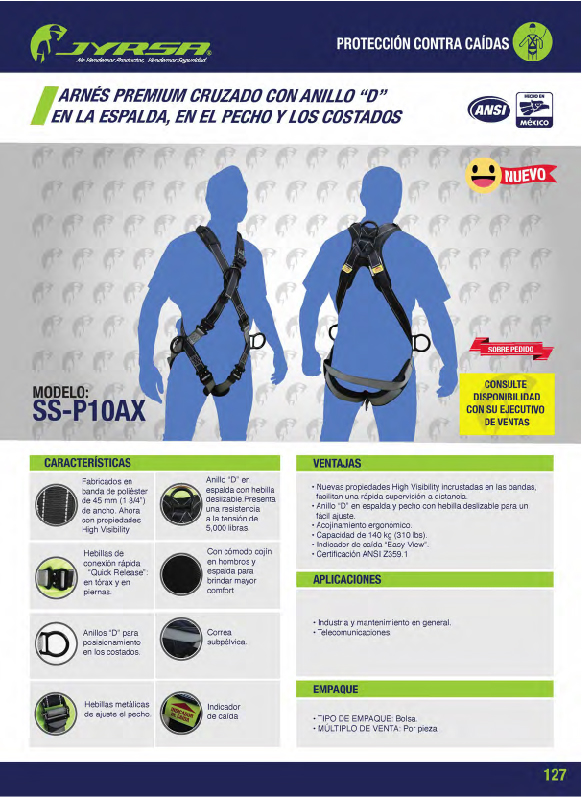 JYRSA®
No Vendemos Productos, Vendemos Seguridad
PROTECCIÓN CONTRA CAÍDAS
ARNÉS PREMIUM CRUZADO CON ANILLO “D”
EN LA ESPALDA, EN EL PECHO Y LOS COSTADOS
ANSI
HECHO EN
MÉXICO
NUEVO
SOBRE PEDIDO
CONSULTE
DISPONIBILIDAD
CON SU EJECUTIVO
DE VENTAS
MODELO:
SS-P10AX
CARACTERÍSTICAS
Fabricados en
banda de poliéster
de 45 mm (1 3/4")
de ancho. Ahora
con propiedades
High Visibility
Anillo “D” en
espalda con hebilla
deslizable.Presenta
una resistencia
a la tensión de
5,000 libras.
Hebillas de
conexión rápida
“Quick Release”:
en tórax y en
piernas.
Con cómodo cojín
en hombros y
espalda para
brindar mayor
comfort
Anillos “D” para
posisionamiento
en los costados.
Correa
subpélvica.
Hebillas metálicas
de ajuste el pecho.
INDICADOR
DE CAIDA
Indicador
de caída
VENTAJAS
• Nuevas propiedades High Visibility incrustadas en las bandas,
facilitan una rápida supervición a distancia.
• Anillo “D” en espalda y pecho con hebilla deslizable para un
fácil ajuste.
• Acojinamiento ergonomico.
• Capacidad de 140 kg (310 lbs).
• Indicador de caída “Easy View”.
• Certificación ANSI Z359.1
APLICACIONES
• Industria y mantenimiento en general.
• Telecomunicaciones
EMPAQUE
• TIPO DE EMPAQUE: Bolsa.
• MÚLTIPLO DE VENTA: Por pieza
127